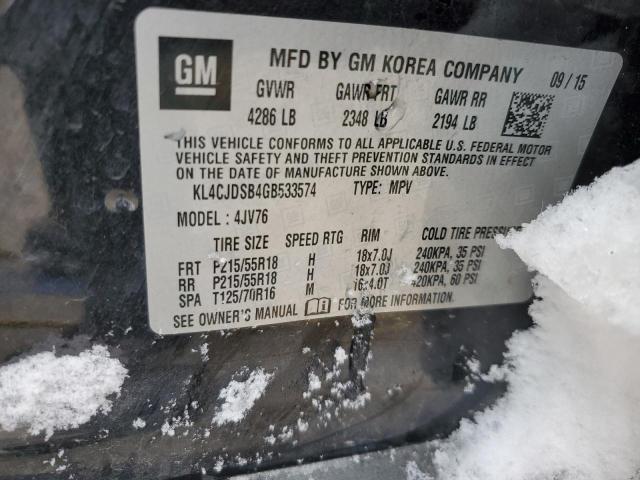 GM
MFD BY GM KOREA COMPANY 09/15
GVWR GAWR FRT GAWR RR
4286 LB 2348 LB 2194 LB
THIS VEHICLE CONFORMS TO ALL APPLICABLE U.S. FEDERAL MOTOR
VEHICLE SAFETY AND THEFT PREVENTION STANDARDS IN EFFECT
ON THE DATE OF MANUFACTURE SHOWN ABOVE.
KL4CJDSB4GB533574 TYPE: MPV
MODEL: 4JV76
TIRE SIZE SPEED RTG RIM COLD TIRE PRESSURE
FRT P215/55R18 H 18x7.0J 240KPA, 35 PSI
RR P215/55R18 H 18x7.0J 240KPA, 35 PSI
SPA T125/70R16 M 16x4.0T 420KPA, 60 PSI
SEE OWNER'S MANUAL FOR MORE INFORMATION.